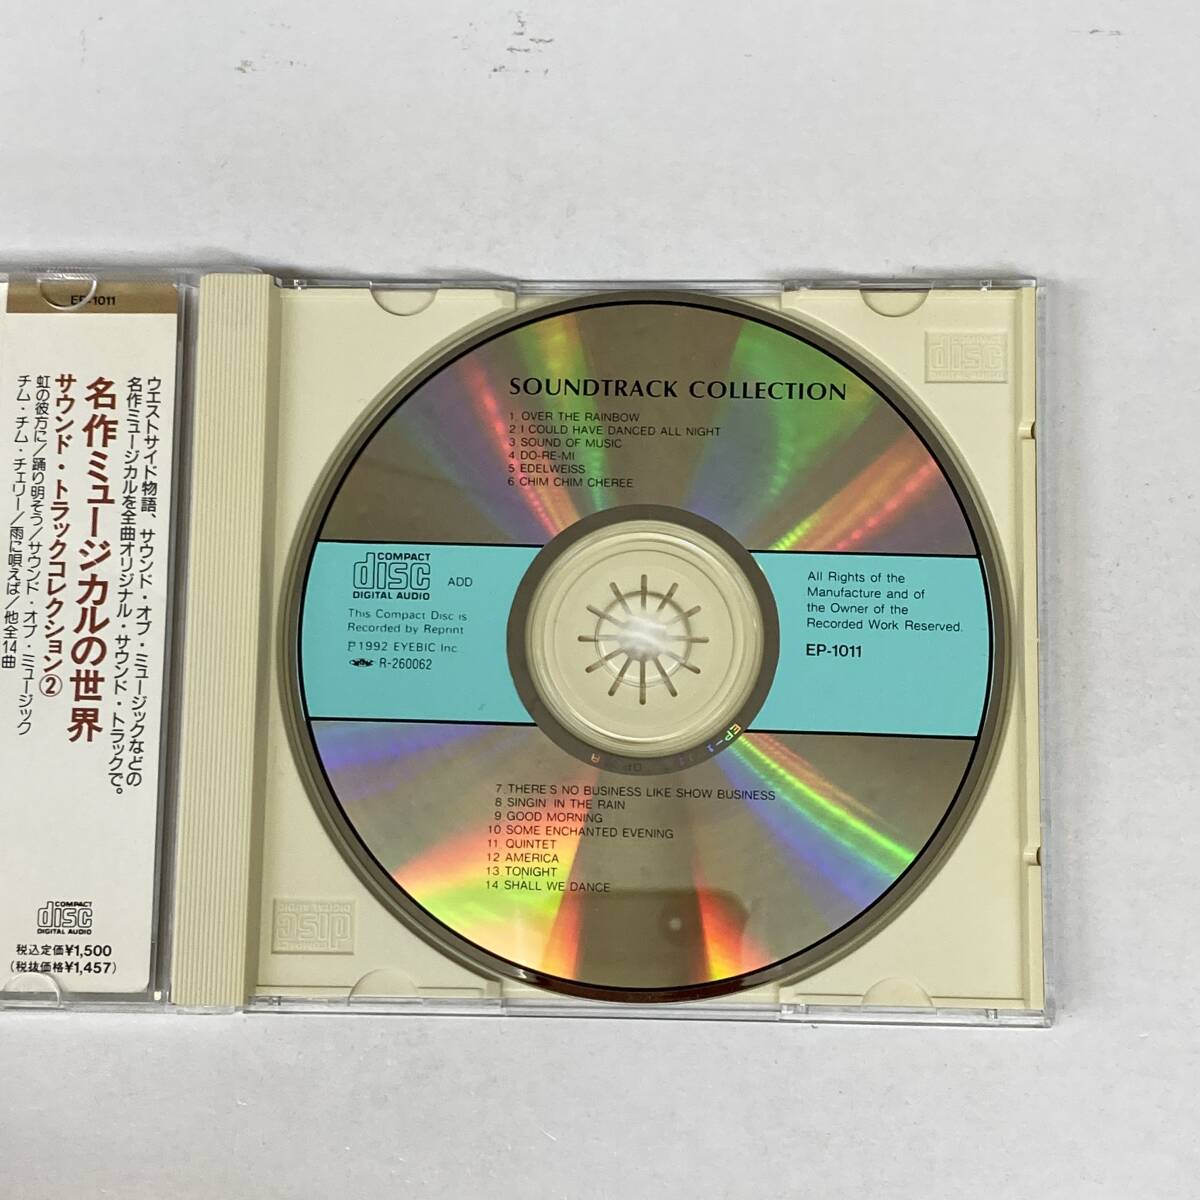 EP-1011
ウエストサイド物語、サウンド・オブ・ミュージックなどの
名作ミュージカルを全曲オリジナル・サウンド・トラックで。
名作ミュージカルの世界
サウンド・トラックコレクション②
虹の彼方に/踊り明そう/サウンド・オブ・ミュージック
チム・チム・チェリー/雨に唄えば/他全14曲
COMPACT
disc
DIGITAL AUDIO
税込定価¥1,500
(税抜価格¥1,457)
SOUNDTRACK COLLECTION
1 OVER THE RAINBOW
2 I COULD HAVE DANCED ALL NIGHT
3 SOUND OF MUSIC
4 DO-RE-MI
5 EDELWEISS
6 CHIM CHIM CHEREE
COMPACT
disc
DIGITAL AUDIO
ADD
This Compact Disc is
Recorded by Reprint
℗1992 EYEBIC Inc.
R-260062
All Rights of the
Manufacture and of
the Owner of the
Recorded Work Reserved.
EP-1011
7 THERE'S NO BUSINESS LIKE SHOW BUSINESS
8 SINGIN' IN THE RAIN
9 GOOD MORNING
10 SOME ENCHANTED EVENING
11 QUINTET
12 AMERICA
13 TONIGHT
14 SHALL WE DANCE
COMPACT
disc
DIGITAL AUDIO
COMPACT
disc
DIGITAL AUDIO